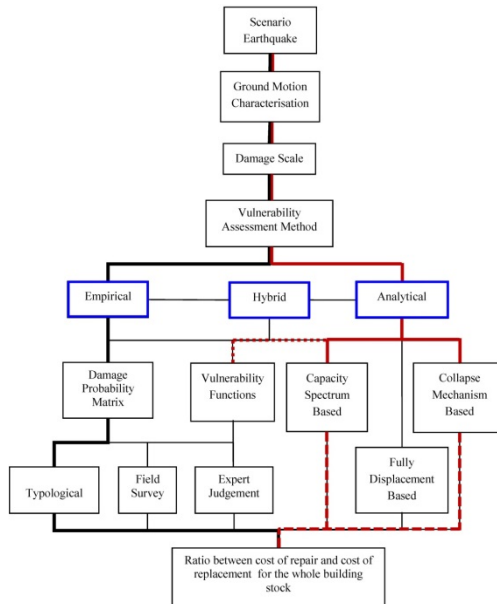 Scenario
Earthquake
Ground Motion
Characterisation
Damage Scale
Vulnerability
Assessment Method
Empirical
Hybrid
Analytical
Damage
Probability
Matrix
Vulnerability
Functions
Capacity
Spectrum
Based
Collapse
Mechanism
Based
Typological
Field
Survey
Expert
Judgement
Fully
Displacement
Based
Ratio between cost of repair and cost of
replacement for the whole building
stock